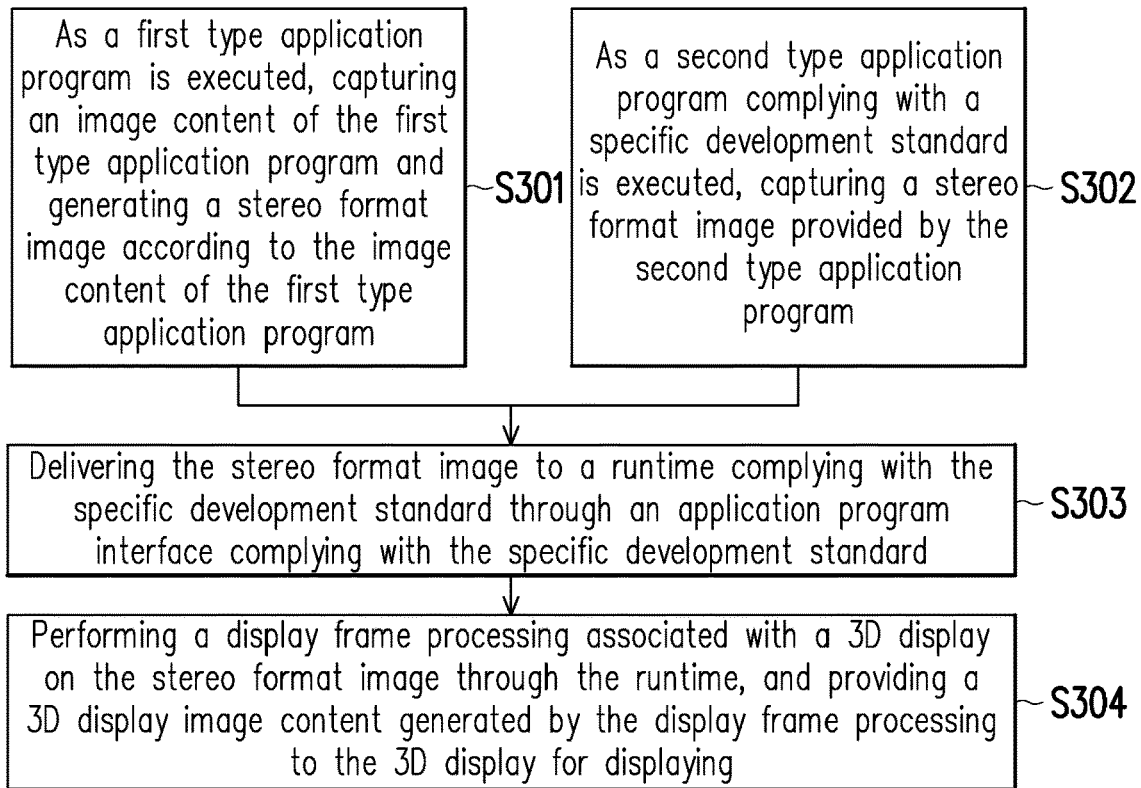 As a first type application
program is executed, capturing
an image content of the first
type application program and
generating a stereo format
image according to the image
content of the first type
application program
S301
As a second type application
program complying with a
specific development standard
is executed, capturing a stereo
format image provided by the
second type application
program
S302
Delivering the stereo format image to a runtime complying with the
specific development standard through an application program
interface complying with the specific development standard
S303
Performing a display frame processing associated with a 3D display
on the stereo format image through the runtime, and providing a
3D display image content generated by the display frame processing
to the 3D display for displaying
S304